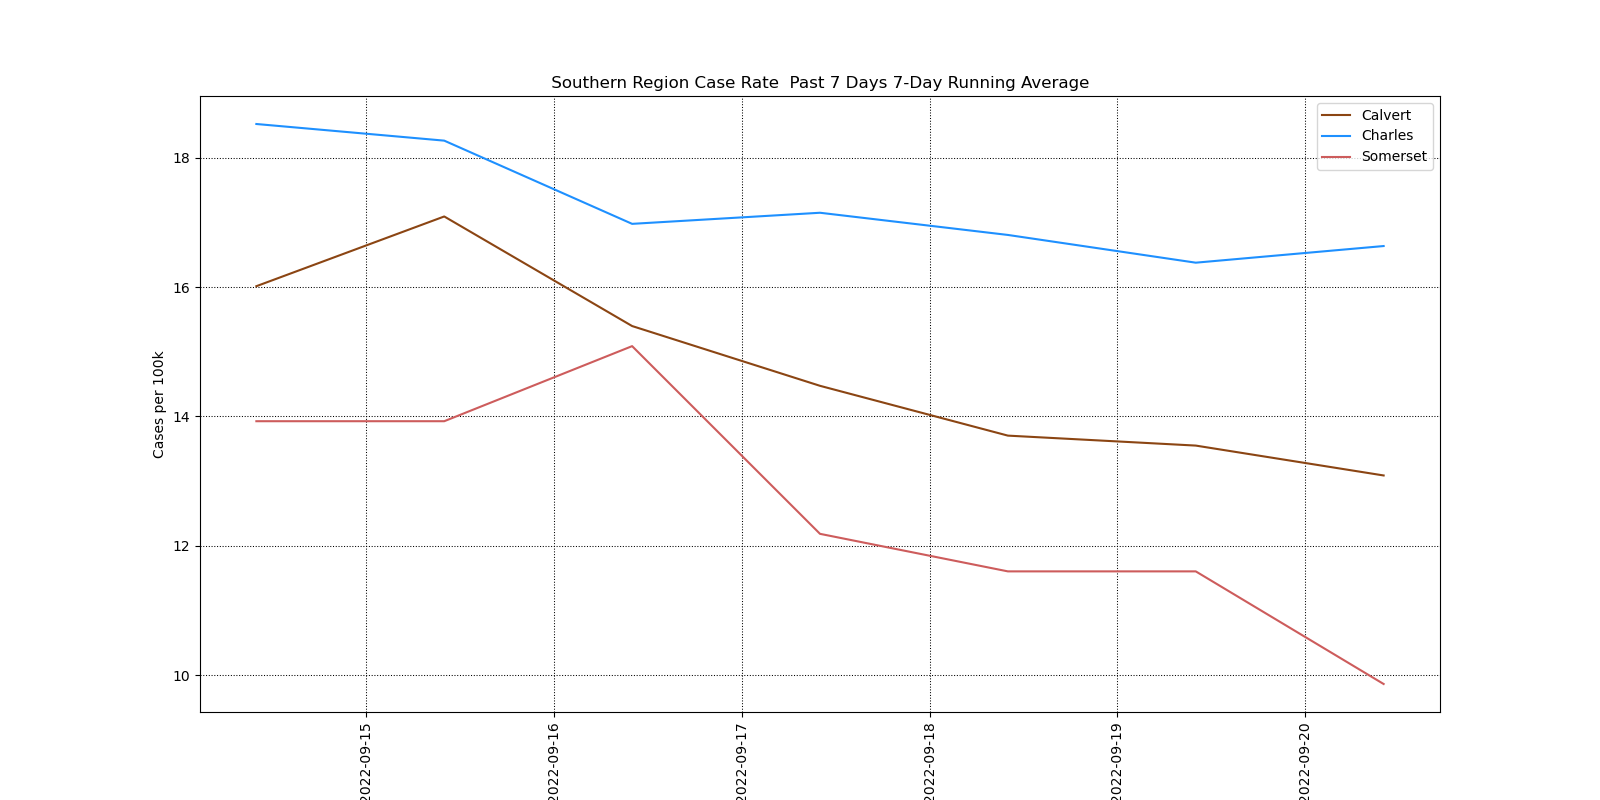 Southern Region Case Rate  Past 7 Days 7-Day Running Average
Calvert
Charles
Somerset
18
16
14
12
10
Cases per 100k
2022-09-15
2022-09-16
2022-09-17
2022-09-18
2022-09-19
2022-09-20